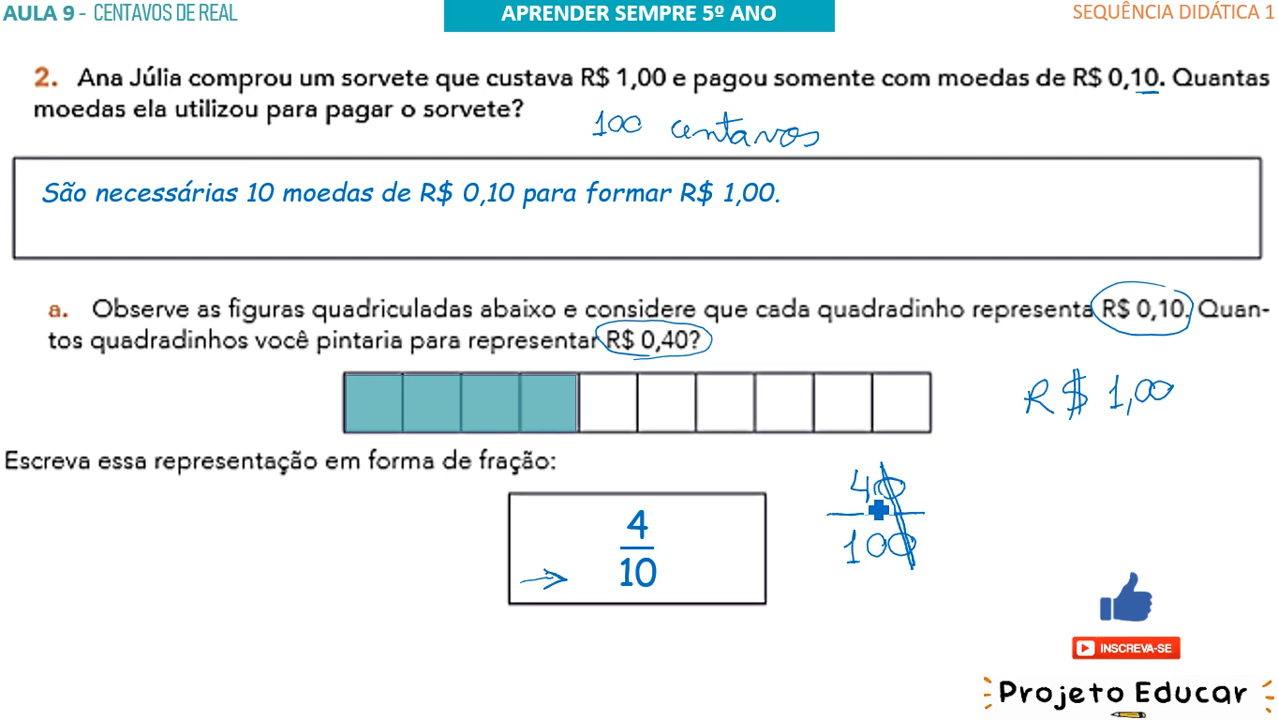 AULA 9 - CENTAVOS DE REAL
APRENDER SEMPRE 5º ANO
SEQUÊNCIA DIDÁTICA 1
2. Ana Júlia comprou um sorvete que custava R$ 1,00 e pagou somente com moedas de R$ 0,10. Quantas
moedas ela utilizou para pagar o sorvete?
100 centavos
São necessárias 10 moedas de R$ 0,10 para formar R$ 1,00.
a. Observe as figuras quadriculadas abaixo e considere que cada quadradinho representa R$ 0,10. Quan-
tos quadradinhos você pintaria para representar R$ 0,40?
R$ 1,00
Escreva essa representação em forma de fração:
4
10
40
100
INSCREVA-SE
Projeto Educar